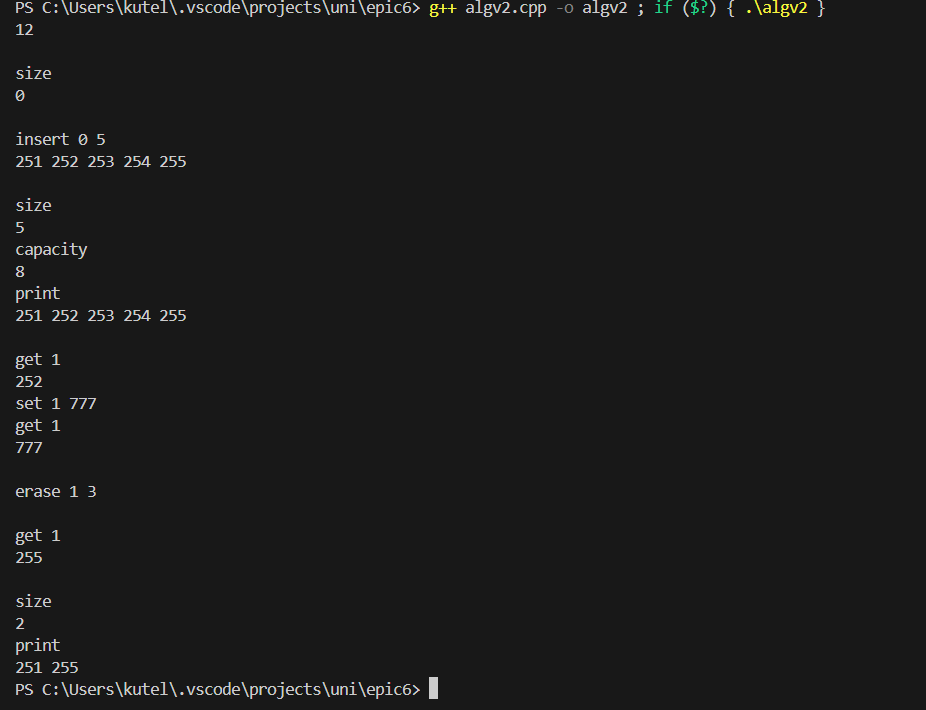 PS C:\Users\kutel\.vscode\projects\uni\epic6> g++ algv2.cpp -o algv2 ; if ($?) { .\algv2 }
12
size
0
insert 0 5
251 252 253 254 255
size
5
capacity
8
print
251 252 253 254 255
get 1
252
set 1 777
get 1
777
erase 1 3
get 1
255
size
2
print
251 255
PS C:\Users\kutel\.vscode\projects\uni\epic6>